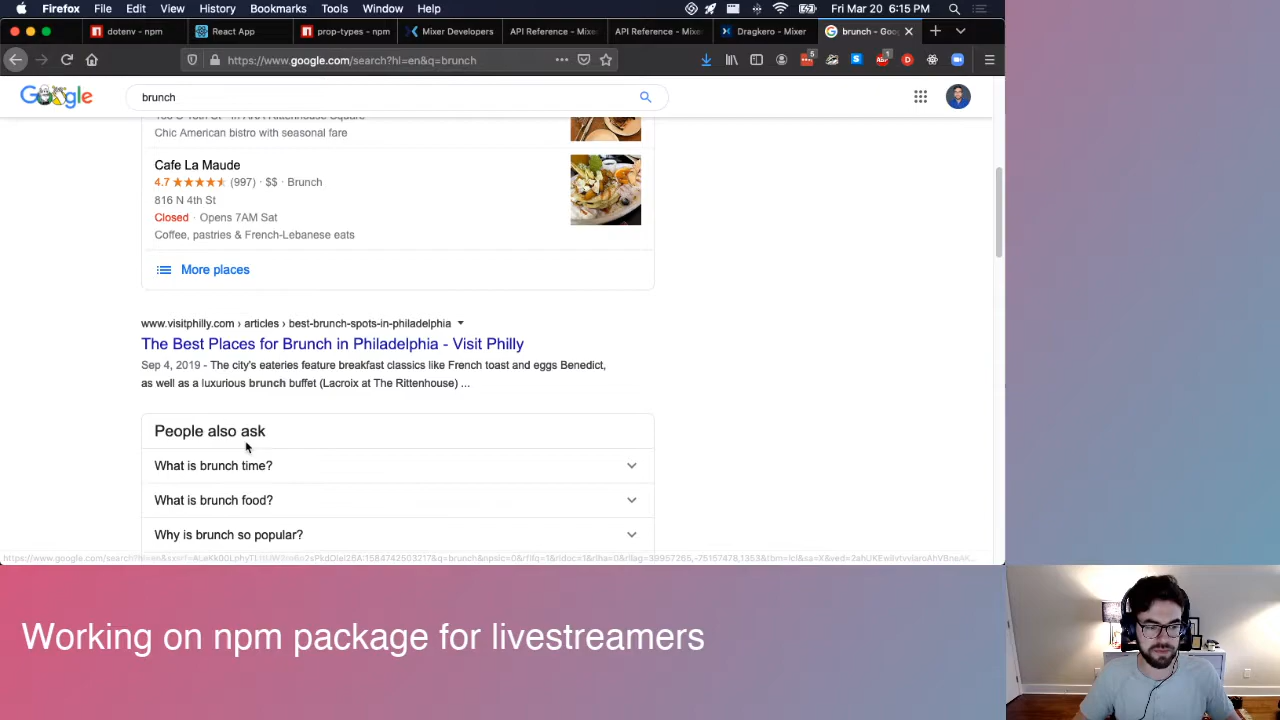 Firefox File Edit View History Bookmarks Tools Window Help Fri Mar 20 6:15 PM
dotenv - npm React App prop-types - npm Mixer Developers API Reference - Mixe API Reference - Mixe Dragkero - Mixer brunch - Goo
https://www.google.com/search?hl=en&q=brunch
5 1
Google brunch
Chic American bistro with seasonal fare
Cafe La Maude
4.7 (997) · $$ · Brunch
816 N 4th St
Closed · Opens 7AM Sat
Coffee, pastries & French-Lebanese eats
More places
www.visitphilly.com › articles › best-brunch-spots-in-philadelphia
The Best Places for Brunch in Philadelphia - Visit Philly
Sep 4, 2019 - The city's eateries feature breakfast classics like French toast and eggs Benedict,
as well as a luxurious brunch buffet (Lacroix at The Rittenhouse) ...
People also ask
What is brunch time?
What is brunch food?
Why is brunch so popular?
Working on npm package for livestreamers